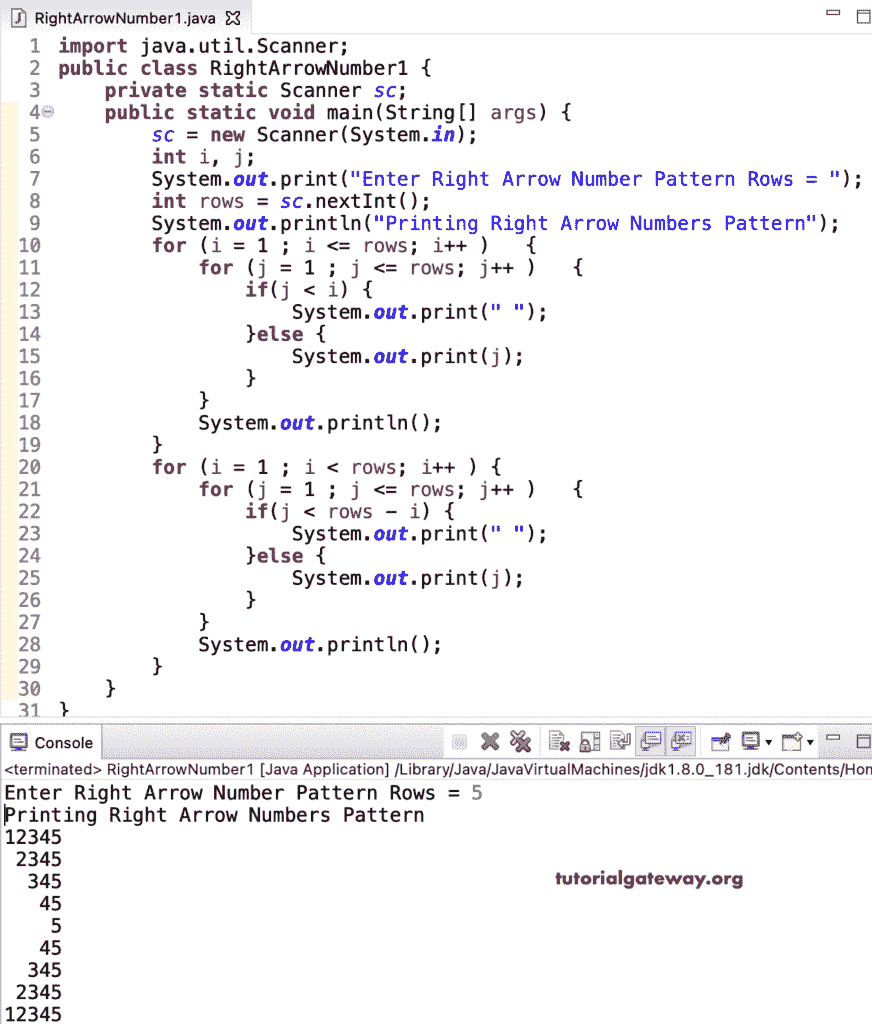 RightArrowNumber1.java
1 import java.util.Scanner;
2 public class RightArrowNumber1 {
3     private static Scanner sc;
4     public static void main(String[] args) {
5         sc = new Scanner(System.in);
6         int i, j;
7         System.out.print("Enter Right Arrow Number Pattern Rows = ");
8         int rows = sc.nextInt();
9         System.out.println("Printing Right Arrow Numbers Pattern");
10         for (i = 1 ; i <= rows; i++ )   {
11             for (j = 1 ; j <= rows; j++ )   {
12                 if(j < i) {
13                     System.out.print(" ");
14                 }else {
15                     System.out.print(j);
16                 }
17             }
18             System.out.println();
19         }
20         for (i = 1 ; i < rows; i++ ) {
21             for (j = 1 ; j <= rows; j++ )   {
22                 if(j < rows - i) {
23                     System.out.print(" ");
24                 }else {
25                     System.out.print(j);
26                 }
27             }
28             System.out.println();
29         }
30     }
31 }
Console
<terminated> RightArrowNumber1 [Java Application] /Library/Java/JavaVirtualMachines/jdk1.8.0_181.jdk/Contents/Hon
Enter Right Arrow Number Pattern Rows = 5
Printing Right Arrow Numbers Pattern
12345
 2345
  345
   45
    5
   45
  345
 2345
12345
tutorialgateway.org